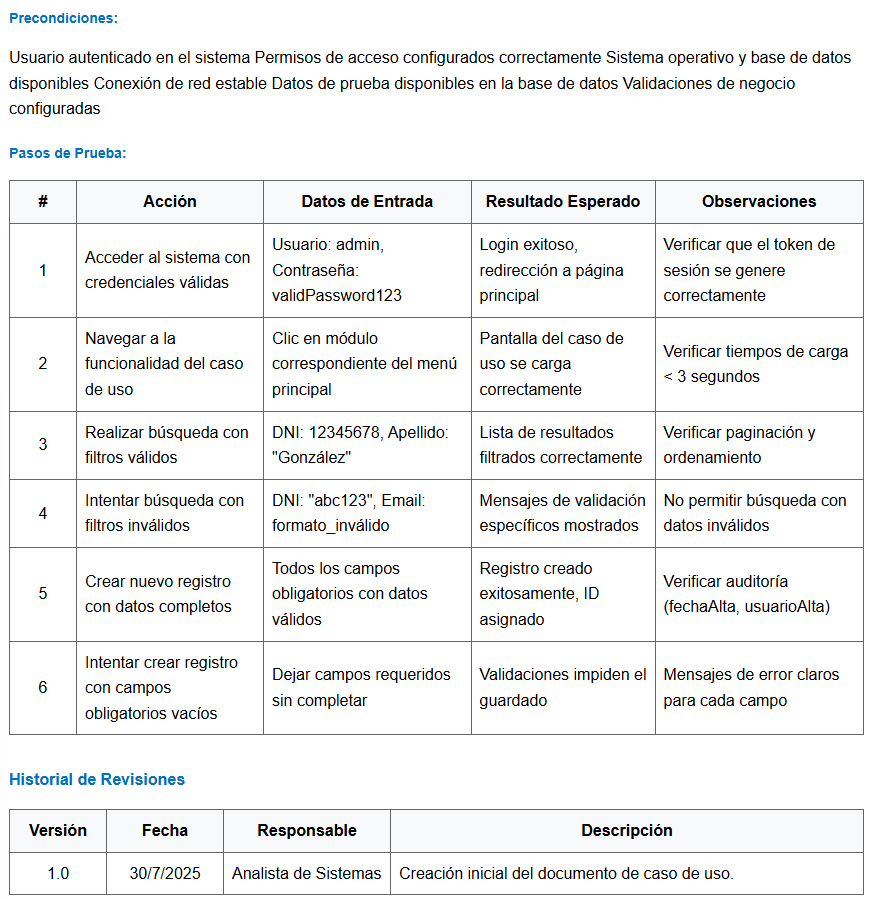 Precondiciones:
Usuario autenticado en el sistema Permisos de acceso configurados correctamente Sistema operativo y base de datos
disponibles Conexión de red estable Datos de prueba disponibles en la base de datos Validaciones de negocio
configuradas
Pasos de Prueba:
# Acción Datos de Entrada Resultado Esperado Observaciones
1
Acceder al sistema con
credenciales válidas
Usuario: admin,
Contraseña:
validPassword123
Login exitoso,
redirección a página
principal
Verificar que el token de
sesión se genere
correctamente
2
Navegar a la
funcionalidad del caso
de uso
Clic en módulo
correspondiente del menú
principal
Pantalla del caso de
uso se carga
correctamente
Verificar tiempos de carga
< 3 segundos
3
Realizar búsqueda con
filtros válidos
DNI: 12345678, Apellido:
"González"
Lista de resultados
filtrados correctamente
Verificar paginación y
ordenamiento
4
Intentar búsqueda con
filtros inválidos
DNI: "abc123", Email:
formato_inválido
Mensajes de validación
específicos mostrados
No permitir búsqueda con
datos inválidos
5
Crear nuevo registro
con datos completos
Todos los campos
obligatorios con datos
válidos
Registro creado
exitosamente, ID
asignado
Verificar auditoría
(fechaAlta, usuarioAlta)
6
Intentar crear registro
con campos
obligatorios vacíos
Dejar campos requeridos
sin completar
Validaciones impiden el
guardado
Mensajes de error claros
para cada campo
Historial de Revisiones
Versión Fecha Responsable Descripción
1.0 30/7/2025 Analista de Sistemas Creación inicial del documento de caso de uso.